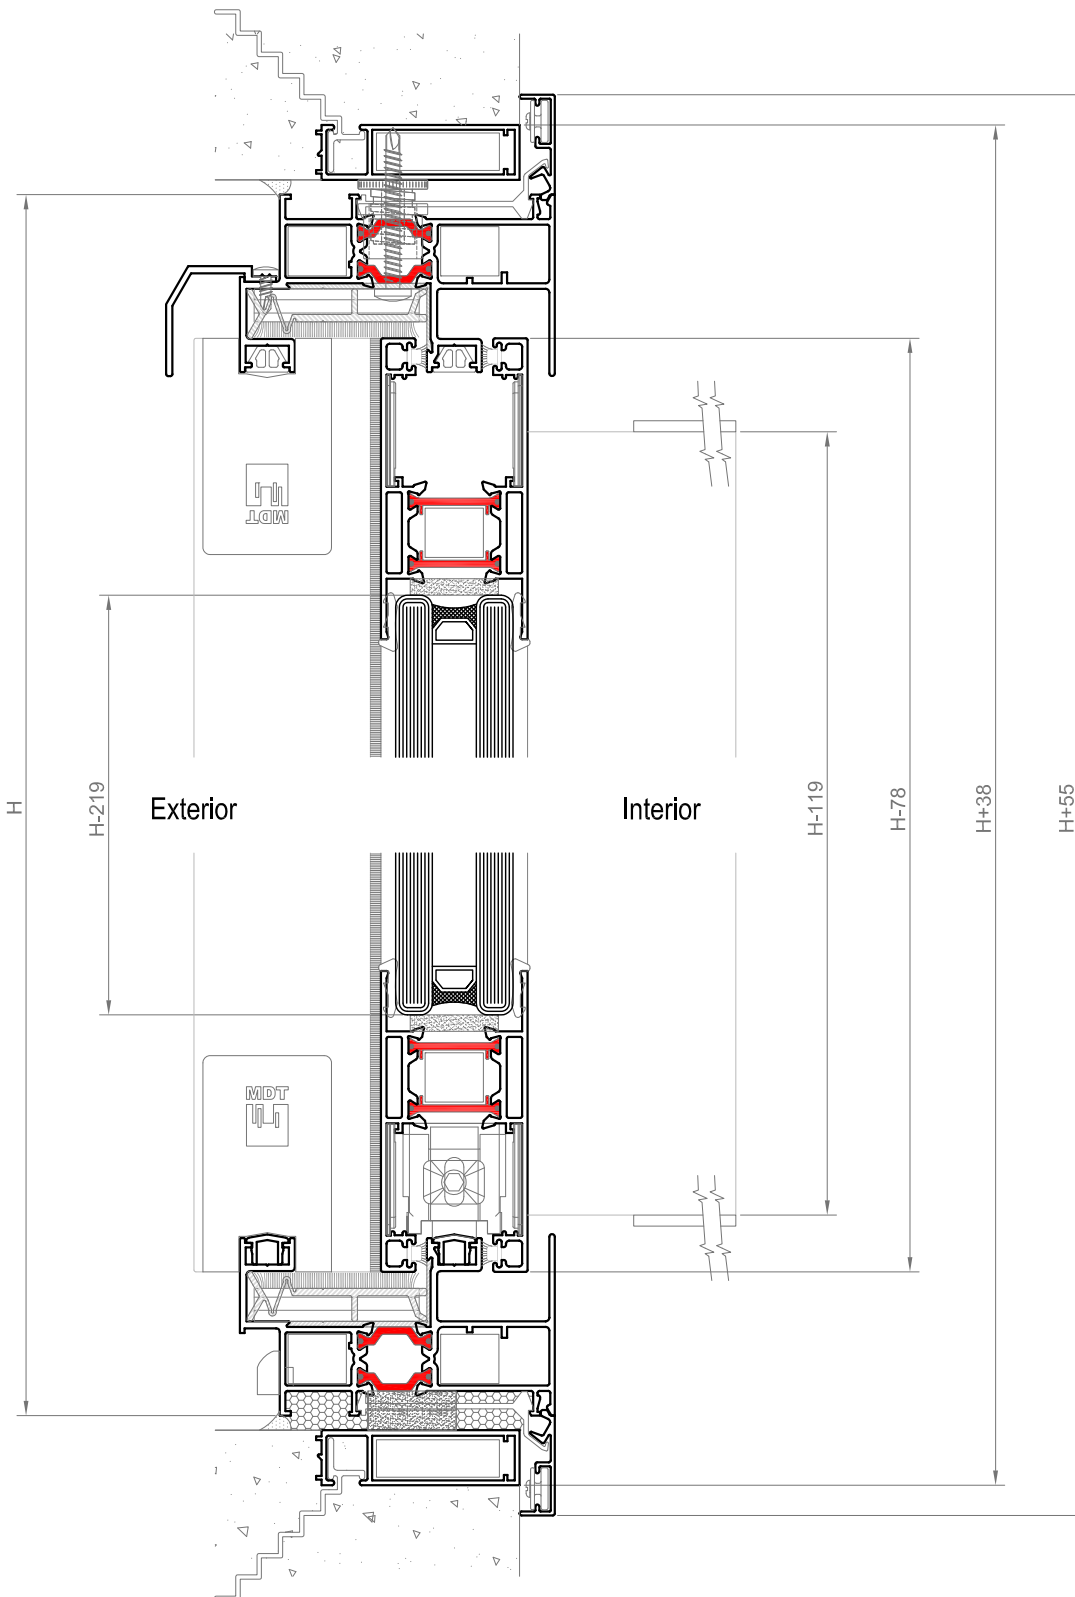 MDT
H
H-219
Exterior
Interior
H-119
H-78
H+38
H+55
MDT